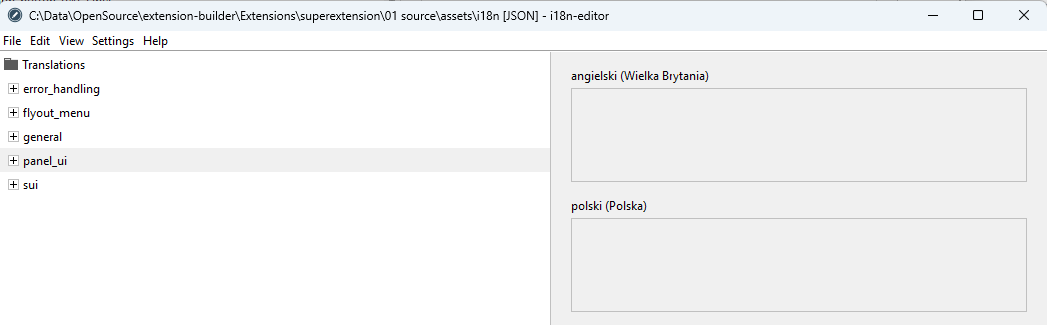 C:\Data\OpenSource\extension-builder\Extensions\superextension\01 source\assets\i18n [JSON] - i18n-editor
File Edit View Settings Help
Translations
error_handling
flyout_menu
general
panel_ui
sui
angielski (Wielka Brytania)
polski (Polska)